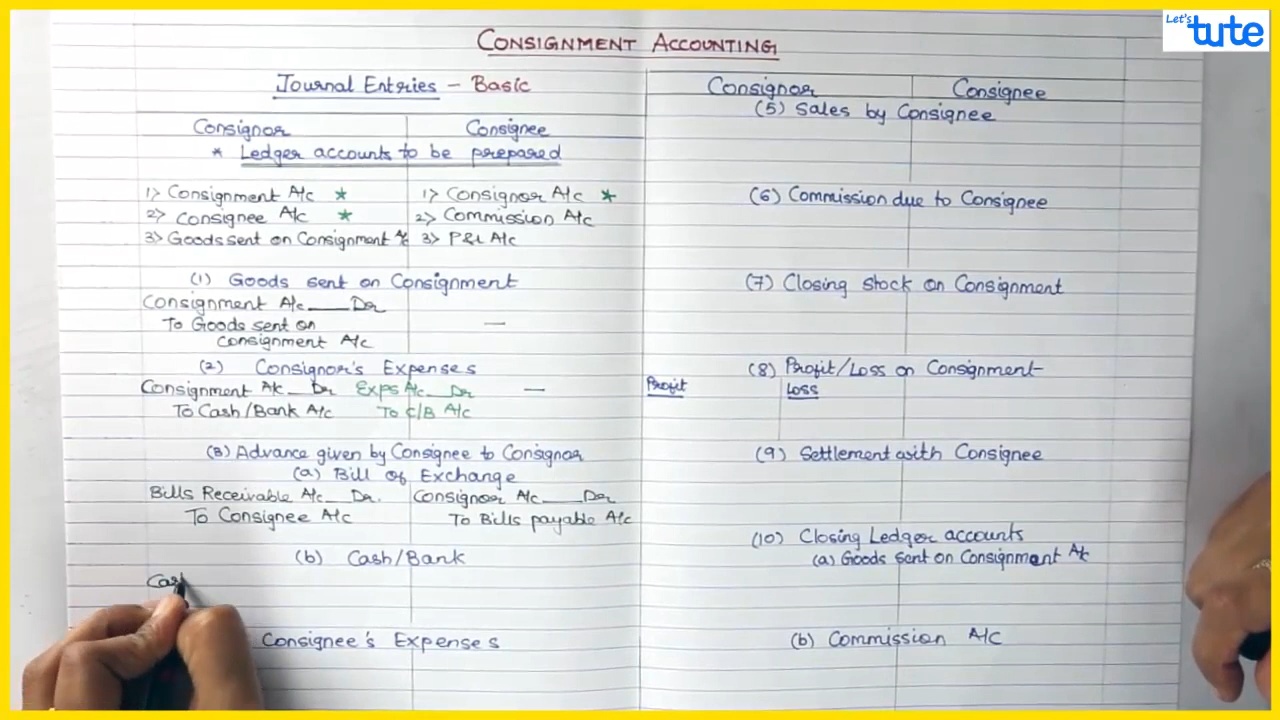 Let's
tute
CONSIGNMENT ACCOUNTING
Journal Entries - Basic
Consignor Consignee
* Ledger accounts to be prepared
1> Consignment A/c * 1> Consignor A/c *
2> Consignee A/c * 2> Commission A/c
3> Goods sent on Consignment A/c 3> P&L A/c
(1) Goods sent on Consignment
Consignment A/c ___ Dr
To Goods sent on —
consignment A/c
(2) Consignor's Expenses
Consignment A/c __ Dr Exps A/c __ Dr —
To Cash/Bank A/c To C/B A/c
(3) Advance given by Consignee to Consignor
(a) Bill of Exchange
Bills Receivable A/c __ Dr. Consignor A/c ___ Dr
To Consignee A/c To Bills payable A/c
(b) Cash/Bank
Consignee's Expenses
Consignor Consignee
(5) Sales by Consignee
(6) Commission due to Consignee
(7) Closing stock on Consignment
(8) Profit/Loss on Consignment
Profit Loss
(9) Settlement with Consignee
(10) Closing Ledger accounts
(a) Goods sent on Consignment A/c
(b) Commission A/c